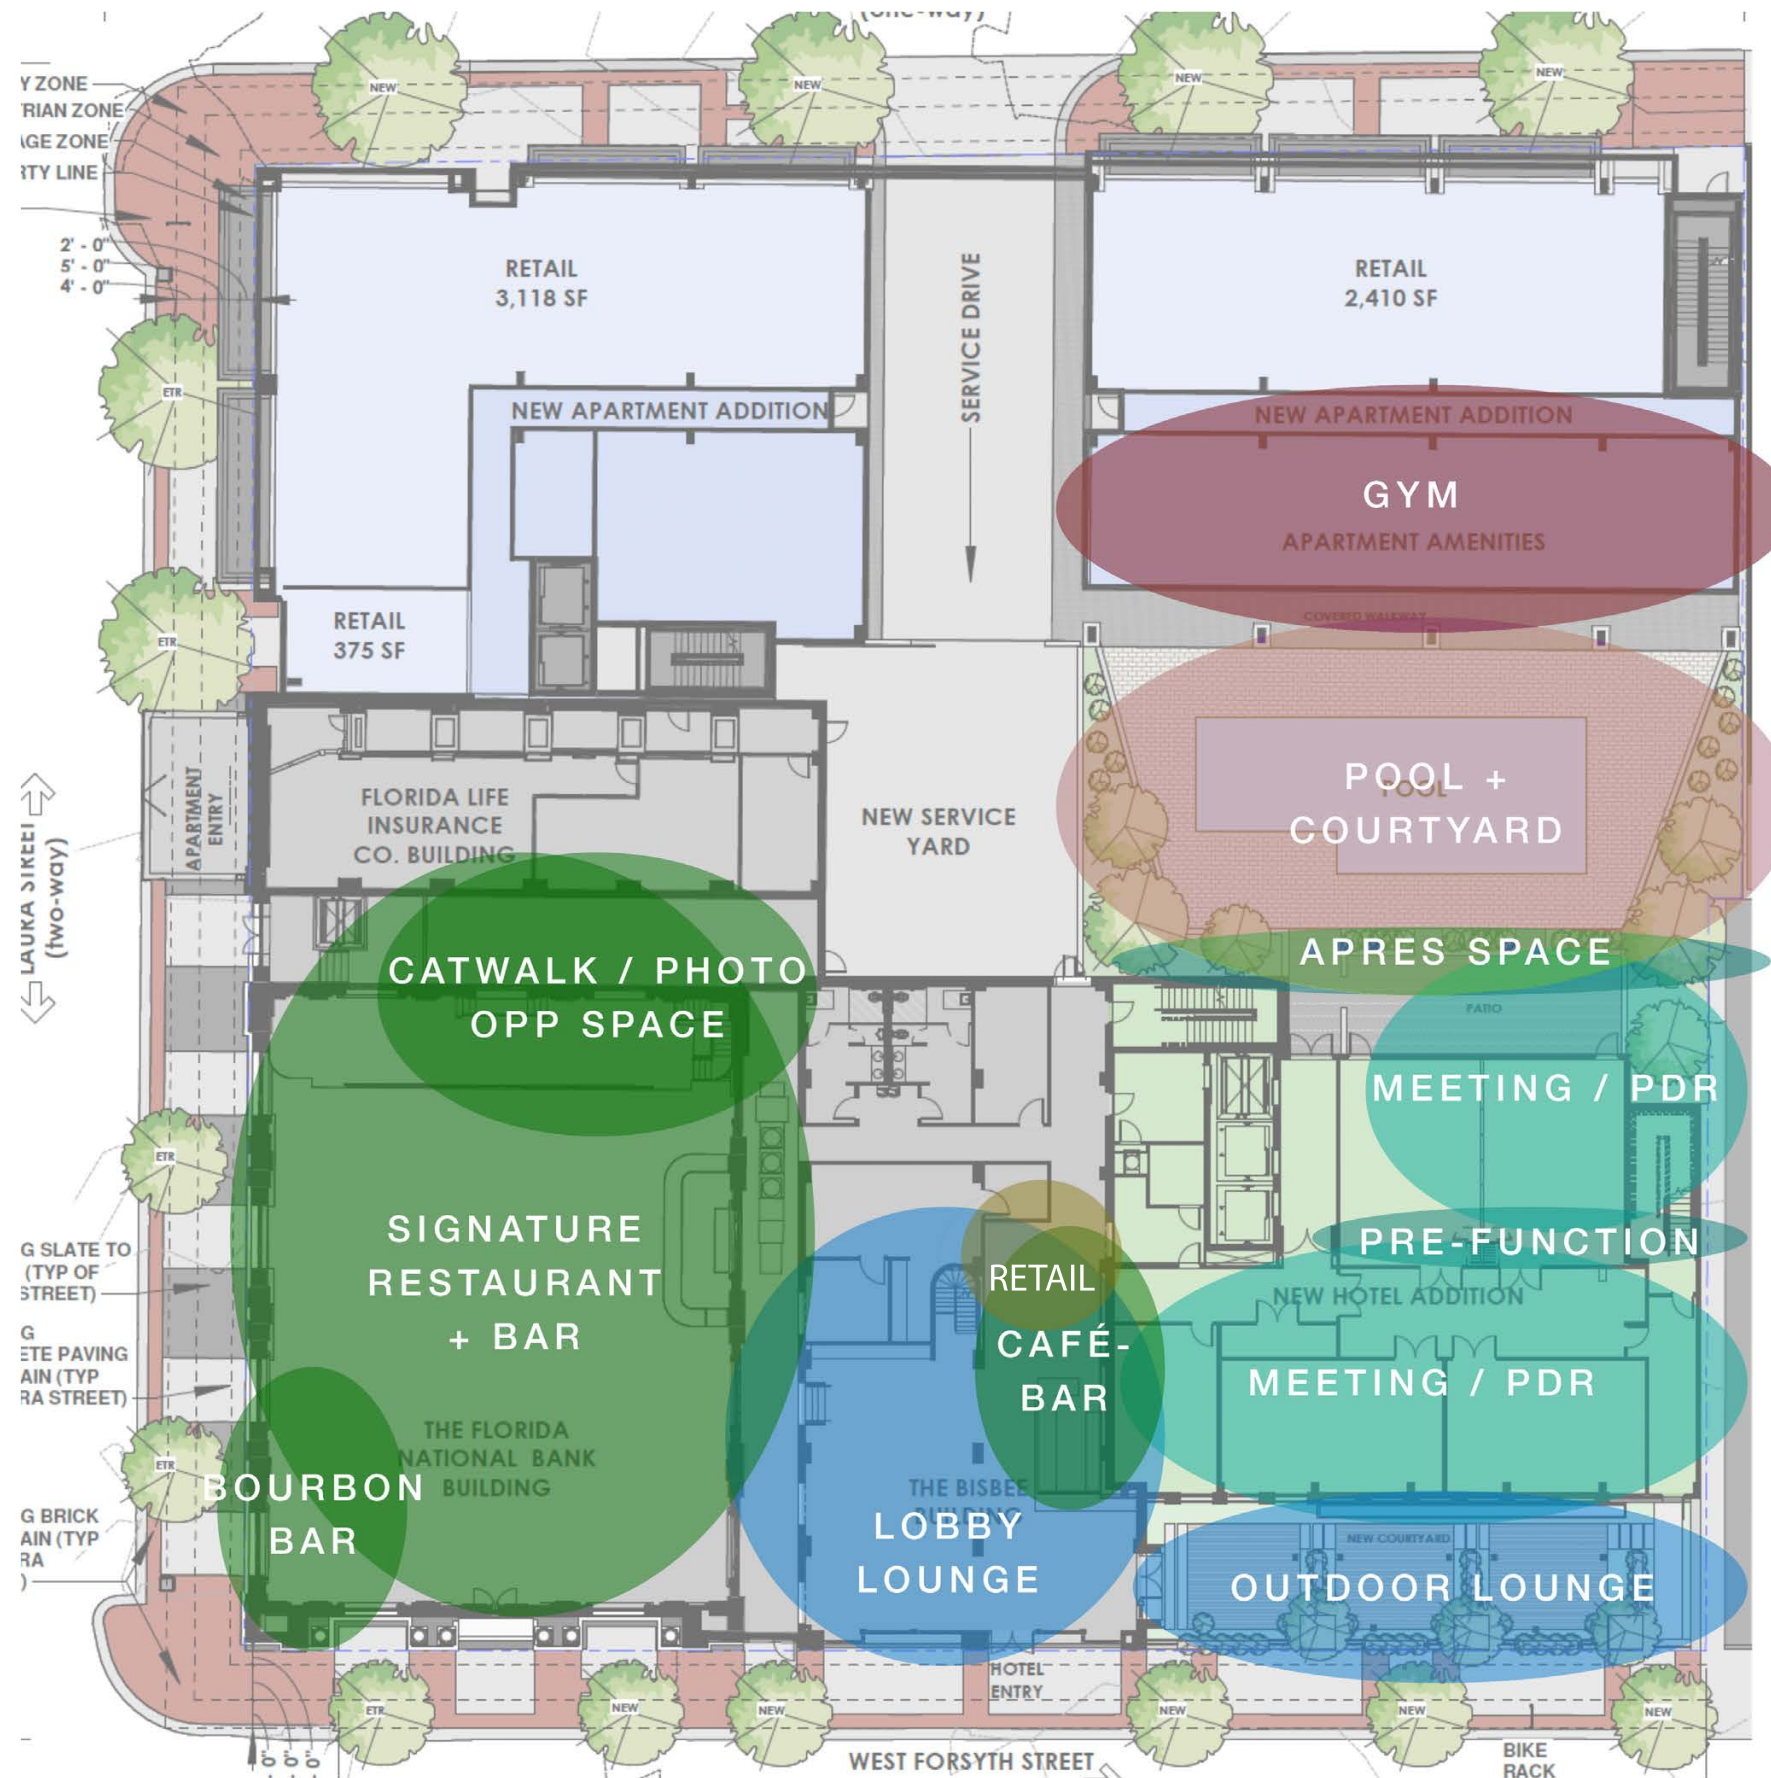 (one-way)
Y ZONE
RIAN ZONE
AGE ZONE
RTY LINE
2' - 0"
5' - 0"
4' - 0"
NEW
NEW
NEW
NEW
RETAIL
3,118 SF
SERVICE DRIVE
RETAIL
2,410 SF
ETR
NEW APARTMENT ADDITION
NEW APARTMENT ADDITION
GYM
APARTMENT AMENITIES
COVERED WALKWAY
ETR
RETAIL
375 SF
APARTMENT
ENTRY
FLORIDA LIFE
INSURANCE
CO. BUILDING
NEW SERVICE
YARD
POOL +
POOL
COURTYARD
LAURA STREET
(two-way)
CATWALK / PHOTO
OPP SPACE
APRES SPACE
PATIO
MEETING / PDR
ETR
G SLATE TO
(TYP OF
STREET)
SIGNATURE
RESTAURANT
+ BAR
RETAIL
CAFÉ-
BAR
PRE-FUNCTION
NEW HOTEL ADDITION
MEETING / PDR
G
ETE PAVING
AIN (TYP
RA STREET)
THE FLORIDA
NATIONAL BANK
BUILDING
ETR
BOURBON
BAR
THE BISBEE
BUILDING
LOBBY
LOUNGE
NEW COURTYARD
OUTDOOR LOUNGE
G BRICK
AIN (TYP
RA
)
HOTEL
ENTRY
ETR
NEW
NEW
NEW
NEW
NEW
0"
0"
0"
WEST FORSYTH STREET
BIKE
RACK